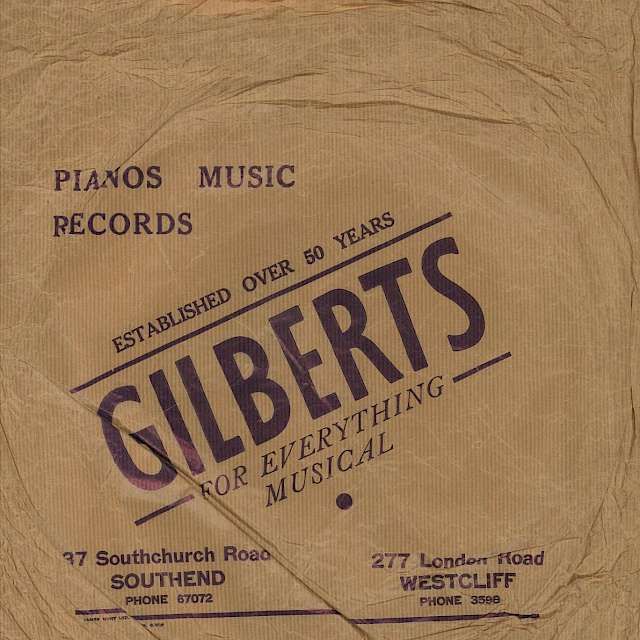 PIANOS MUSIC
RECORDS
ESTABLISHED OVER 50 YEARS
GILBERTS
FOR EVERYTHING
MUSICAL
37 Southchurch Road
SOUTHEND
PHONE 67072
277 London Road
WESTCLIFF
PHONE 3598